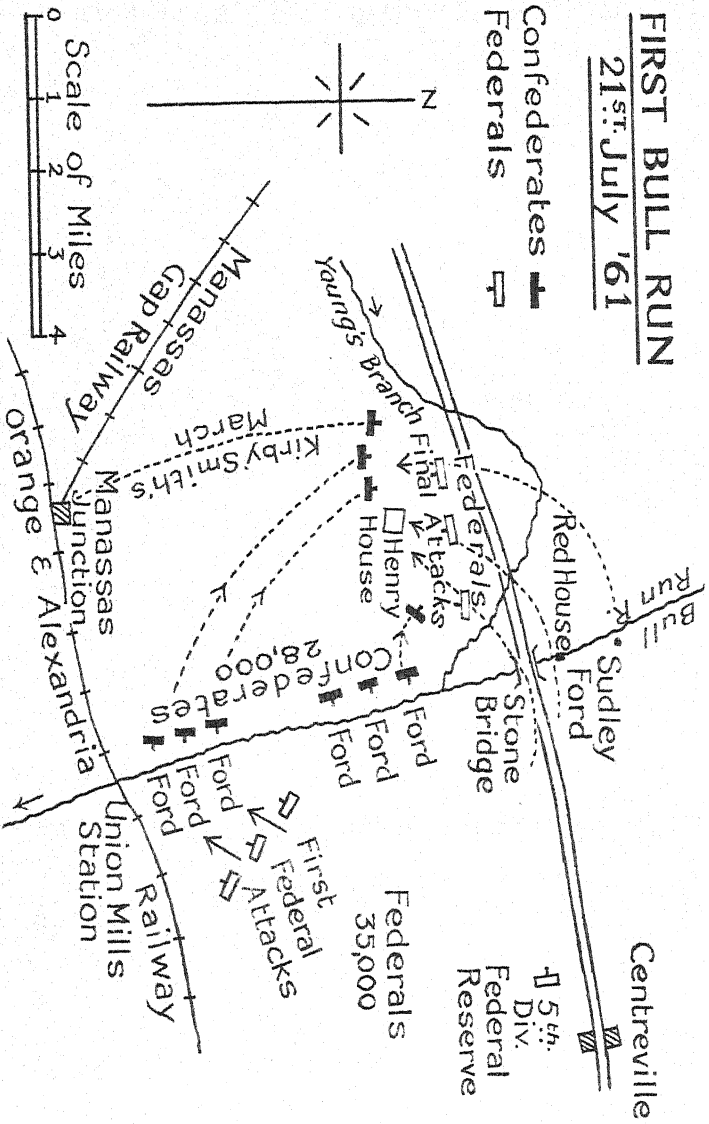 FIRST BULL RUN
21ST. July '61
Confederates
Federals
N
Scale of Miles
0 1 2 3 4
Centreville
5th.
Div.
Federal
Reserve
Bull
Run
Sudley
Ford
Red House
Stone
Bridge
Young's Branch
Federals
Final Attacks
Henry
House
Kirby Smith's
March
Confederates
28,000
Ford
Ford
Ford
Ford
Ford
Ford
First
Federal
Attacks
Federals
35,000
Manassas
Gap Railway
Manassas
Junction
Orange & Alexandria Railway
Union Mills
Station